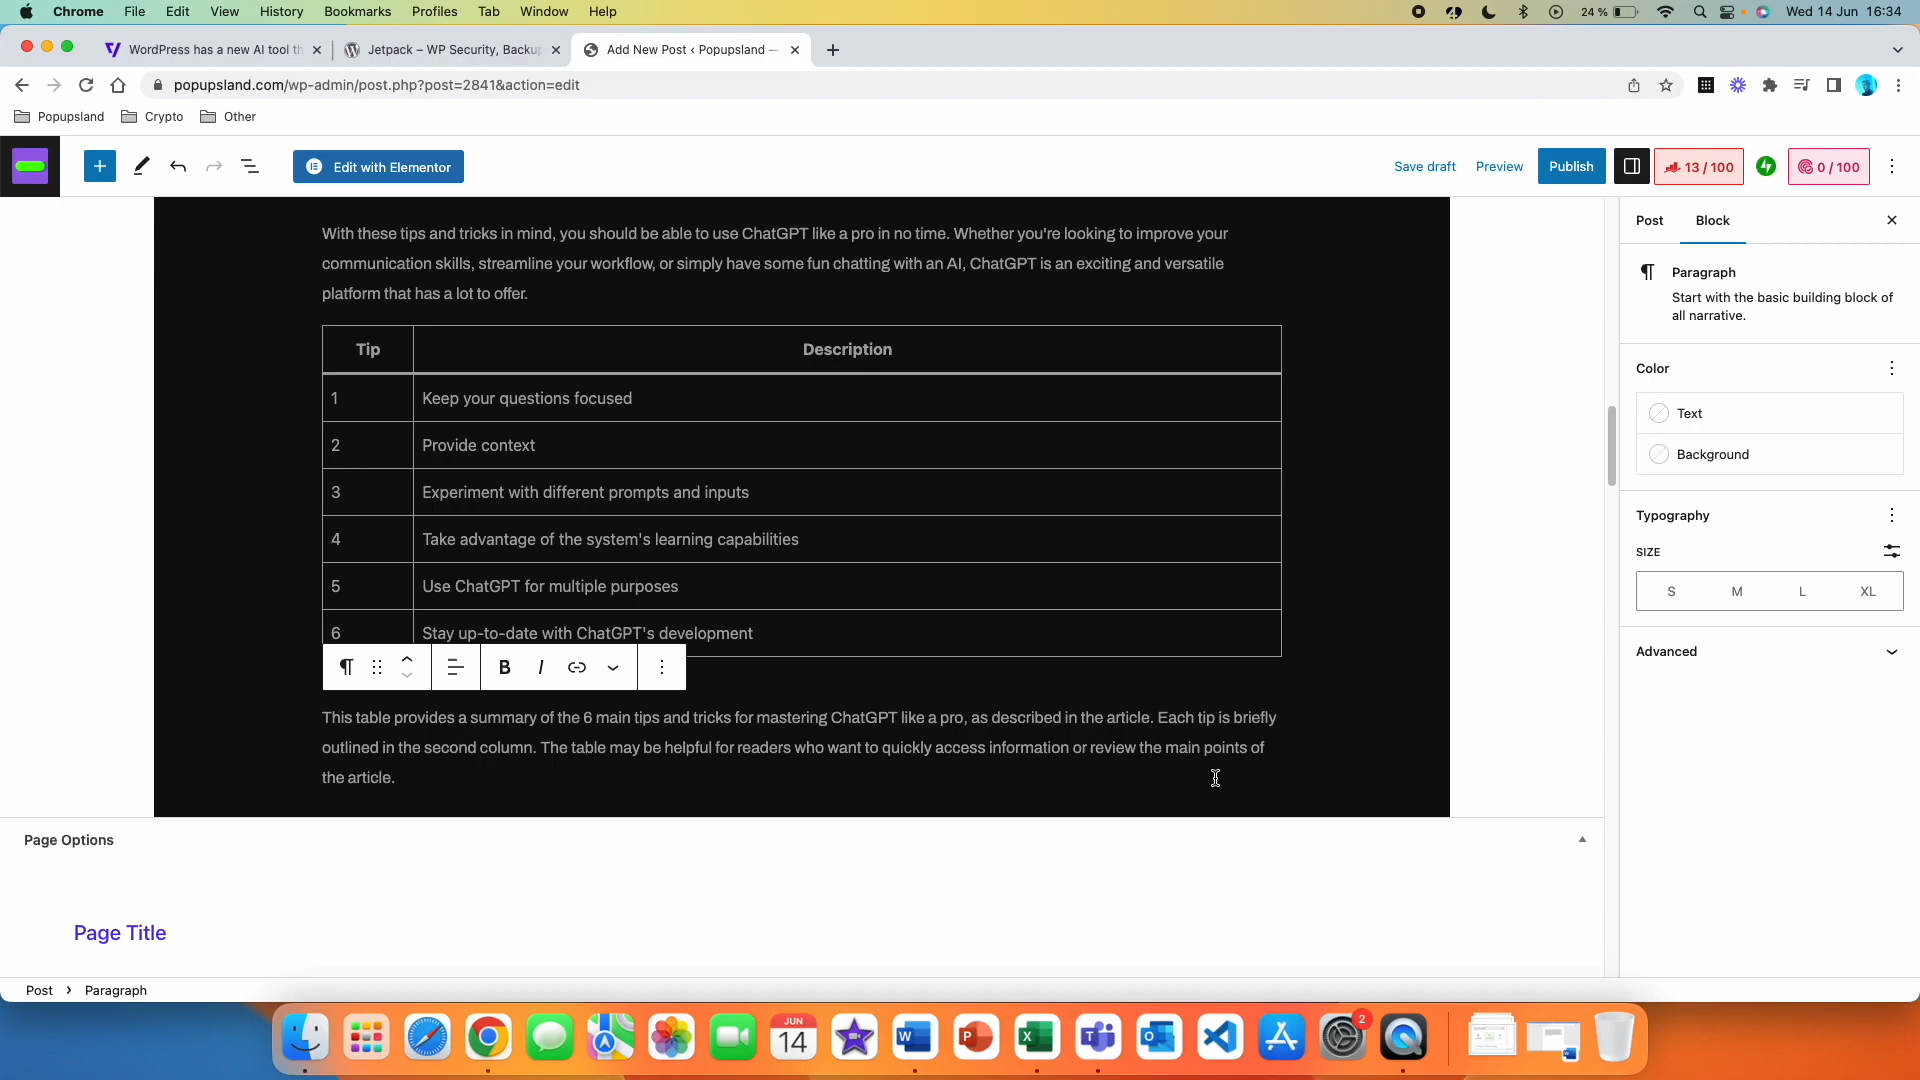 Chrome File Edit View History Bookmarks Profiles Tab Window Help 24 % Wed 14 Jun 16:34
WordPress has a new AI tool th Jetpack – WP Security, Backup Add New Post ‹ Popupsland —
popupsland.com/wp-admin/post.php?post=2841&action=edit
Popupsland Crypto Other
Edit with Elementor Save draft Preview Publish 13 / 100 0 / 100
Post Block
With these tips and tricks in mind, you should be able to use ChatGPT like a pro in no time. Whether you're looking to improve your
communication skills, streamline your workflow, or simply have some fun chatting with an AI, ChatGPT is an exciting and versatile
platform that has a lot to offer.
Paragraph
Start with the basic building block of
all narrative.
Tip Description
1 Keep your questions focused
2 Provide context
3 Experiment with different prompts and inputs
4 Take advantage of the system's learning capabilities
5 Use ChatGPT for multiple purposes
6 Stay up-to-date with ChatGPT's development
Color
Text
Background
Typography
SIZE
S M L XL
Advanced
B I
This table provides a summary of the 6 main tips and tricks for mastering ChatGPT like a pro, as described in the article. Each tip is briefly
outlined in the second column. The table may be helpful for readers who want to quickly access information or review the main points of
the article.
Page Options
Page Title
Post › Paragraph
JUN
14
W P X T O
2